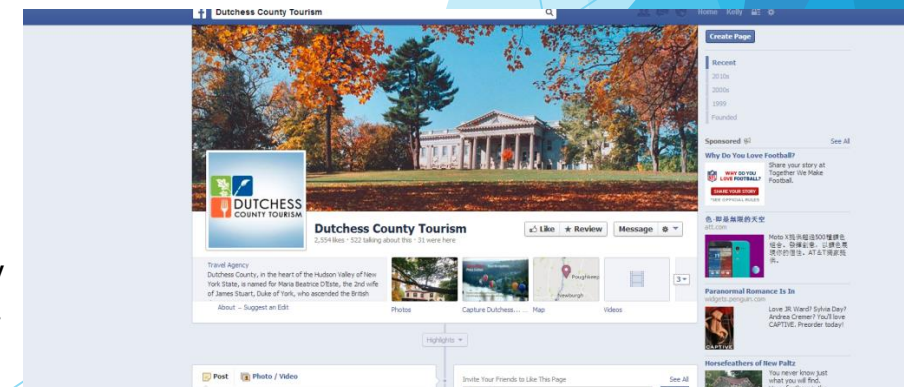 Dutchess County Tourism
Home Kelly
Create Page
Recent
2010s
2000s
1999
Founded
Sponsored
See All
Why Do You Love Football?
WHY DO YOU
LOVE FOOTBALL?
SHARE YOUR STORY
Share your story at
Together We Make
Football.
DUTCHESS
COUNTY TOURISM
Dutchess County Tourism
2,554 likes · 522 talking about this · 31 were here
Like
Review
Message
Travel Agency
Dutchess County, in the heart of the Hudson Valley of New
York State, is named for Maria Beatrice D'Este, the 2nd wife
of James Stuart, Duke of York, who ascended the British
About – Suggest an Edit
Photos
Capture Dutchess...
Map
Videos
Poughkeep
Newburgh
3
att.com
Paranormal Romance Is In
widgets.penguin.com
Love JR Ward? Sylvia Day?
Andrea Cremer? You'll love
CAPTIVE. Preorder today!
CAPTIVE
Horsefeathers of New Paltz
You never know just
what you will find.
Highlights
Post
Photo / Video
Invite Your Friends to Like This Page
See All